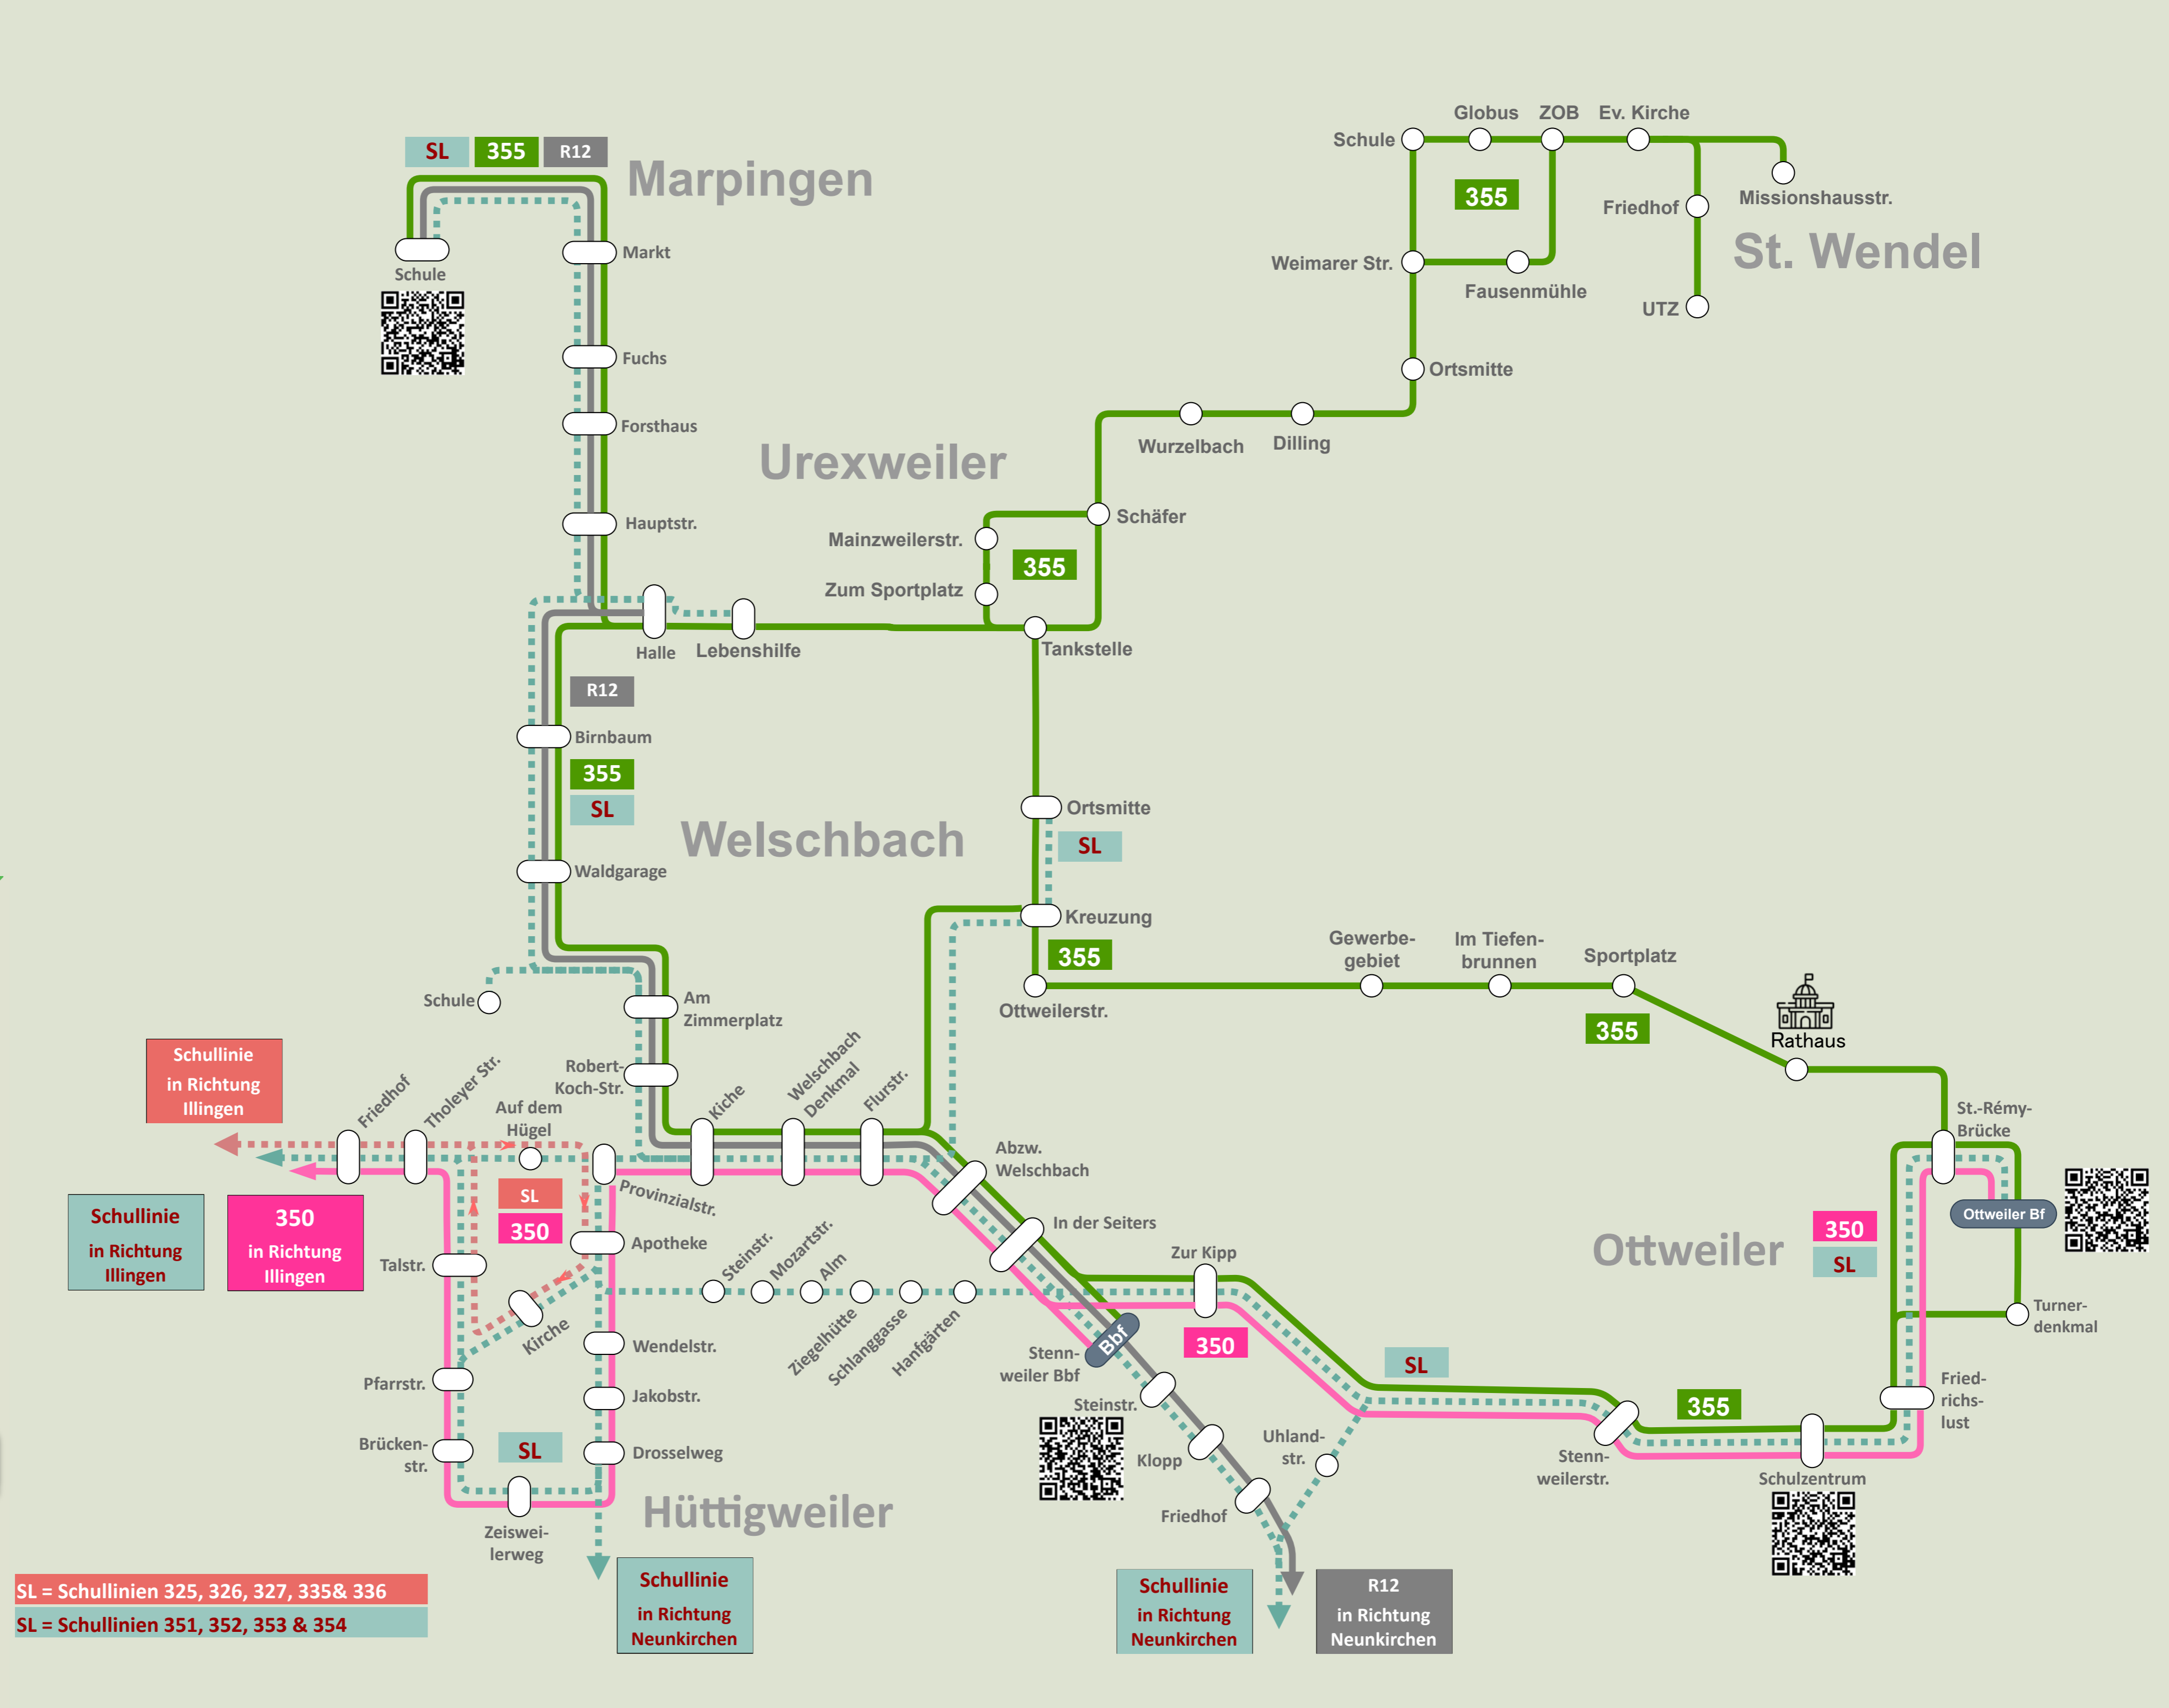 SL
355
R12
Marpingen
Schule
Markt
Fuchs
Forsthaus
Hauptstr.
Halle
Lebenshilfe
Globus
ZOB
Ev. Kirche
Schule
355
Missionshausstr.
Friedhof
St. Wendel
Weimarer Str.
Fausenmühle
UTZ
Ortsmitte
Wurzelbach
Dilling
Urexweiler
Schäfer
Mainzweilerstr.
355
Zum Sportplatz
Tankstelle
R12
Birnbaum
355
SL
Welschbach
Waldgarage
Ortsmitte
SL
Kreuzung
355
Ottweilerstr.
Gewerbe-
gebiet
Im Tiefen-
brunnen
Sportplatz
355
Rathaus
Schule
Am
Zimmerplatz
Robert-
Koch-Str.
Kiche
Welschbach
Denkmal
Flurstr.
Abzw.
Welschbach
In der Seiters
Zur Kipp
Schullinie
in Richtung
Illingen
Friedhof
Tholeyer Str.
Auf dem
Hügel
Provinzialstr.
SL
350
Schullinie
in Richtung
Illingen
350
in Richtung
Illingen
Talstr.
Apotheke
Steinstr.
Mozartstr.
Alm
Ziegelhütte
Schlanggasse
Hanfgärten
Kirche
Wendelstr.
Pfarrstr.
Jakobstr.
Brücken-
str.
SL
Drosselweg
Zeiswei-
lerweg
Hüttigweiler
Bbf
Stenn-
weiler Bbf
350
Steinstr.
Klopp
Friedhof
Uhland-
str.
SL
Stenn-
weilerstr.
355
Schulzentrum
Ottweiler
350
SL
St.-Rémy-
Brücke
Ottweiler Bf
Turner-
denkmal
Fried-
richs-
lust
Schullinie
in Richtung
Neunkirchen
Schullinie
in Richtung
Neunkirchen
R12
in Richtung
Neunkirchen
SL = Schullinien 325, 326, 327, 335& 336
SL = Schullinien 351, 352, 353 & 354